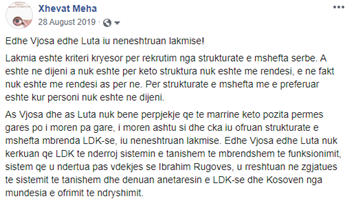 Xhevat Meha
28 August 2019
Edhe Vjosa edhe Luta iu neneshtruan lakmise!
Lakmia eshte kriteri kryesor per rekrutim nga strukturate e mshefta serbe. A
eshte ne dijeni a nuk eshte per keto struktura nuk eshte me rendesi, e ne fakt
nuk eshte me rendesi as per ne. Per strukturate e mshefta me e preferuar
eshte kur personi nuk eshte ne dijeni.
As Vjosa dhe as Luta nuk bene perpjekje qe te marrine keto pozita permes
gares po i moren pa gare, i moren ashtu si dhe cka iu ofruan strukturate e
mshefta mbrenda LDK-se, iu neneshtruan lakmise. Edhe Vjosa edhe Luta nuk
kerkuan qe LDK te nderroj sistemin e tanishem te mbrendshem te funksionimit,
sistem qe u ndertua pas vdekjes se Ibrahim Rugoves, u rreshtuan ne zgjatues
te sistemit te tanishem dhe denuan anetaresin e LDK-se dhe Kosoven nga
mundesia e ofrimit te ndryshimit.